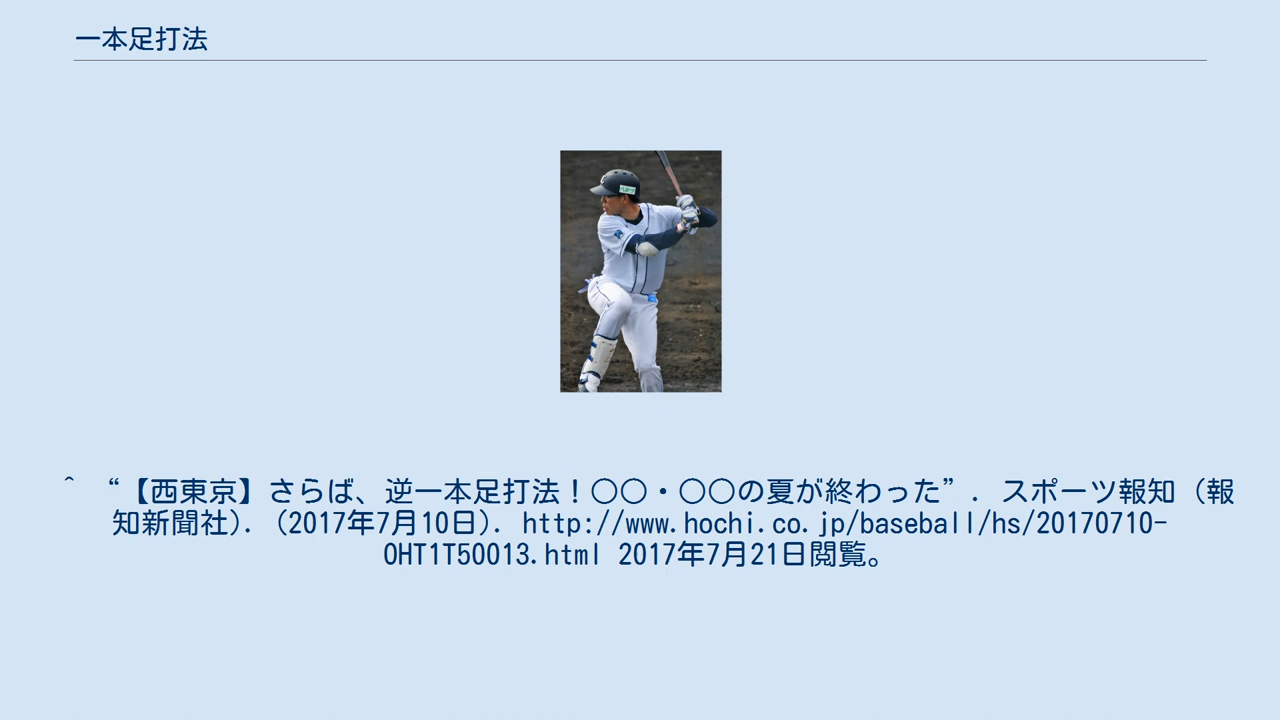 一本足打法
^ “【西東京】さらば、逆一本足打法!○○・○○の夏が終わった”. スポーツ報知 (報
知新聞社). (2017年7月10日). http://www.hochi.co.jp/baseball/hs/20170710-
OHT1T50013.html 2017年7月21日閲覧。